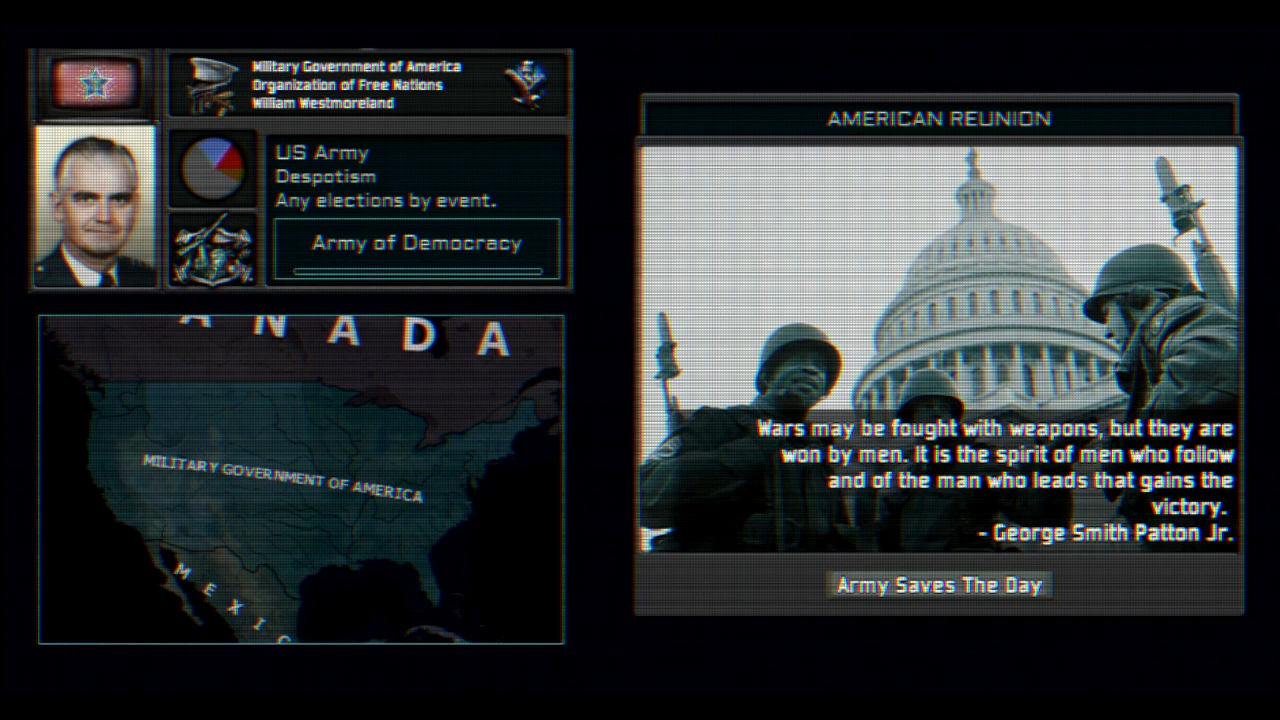 Military Government of America
Organization of Free Nations
William Westmoreland
US Army
Despotism
Any elections by event.
Army of Democracy
A N A D A
MILITARY GOVERNMENT OF AMERICA
M E X I C
AMERICAN REUNION
Wars may be fought with weapons, but they are
won by men. It is the spirit of men who follow
and of the man who leads that gains the
victory.
- George Smith Patton Jr.
Army Saves The Day